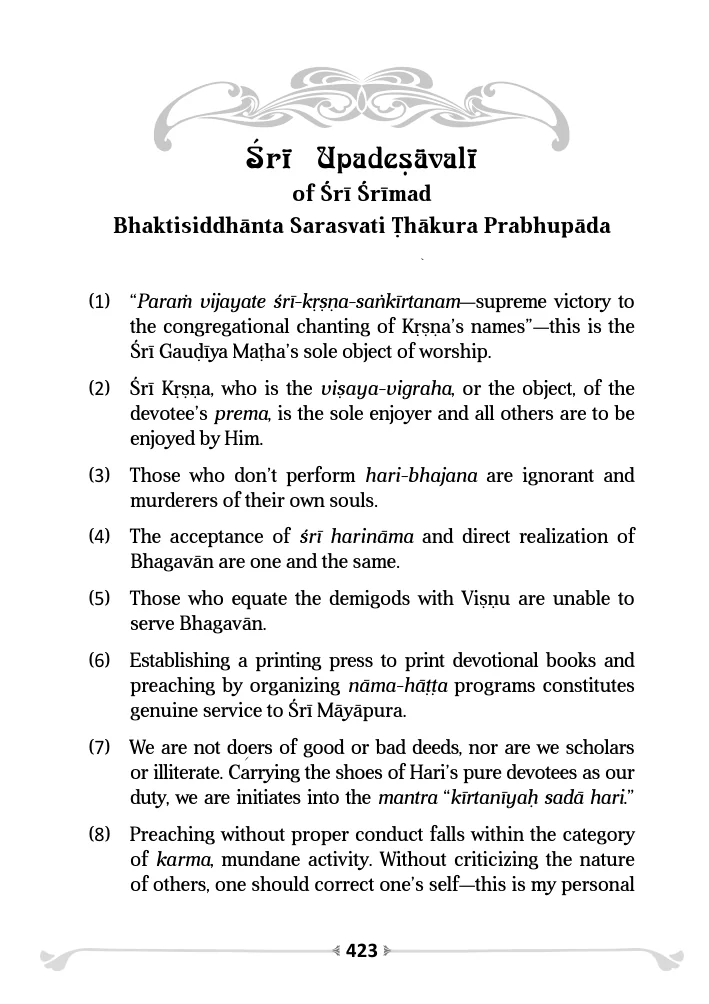 Śrī Upadeṣāvalī
of Śrī Śrīmad
Bhaktisiddhānta Sarasvati Ṭhākura Prabhupāda
(1) “Paraṁ vijayate śrī-kṛṣṇa-saṅkīrtanam—supreme victory to
the congregational chanting of Kṛṣṇa’s names”—this is the
Śrī Gauḍīya Maṭha’s sole object of worship.
(2) Śrī Kṛṣṇa, who is the viṣaya-vigraha, or the object, of the
devotee’s prema, is the sole enjoyer and all others are to be
enjoyed by Him.
(3) Those who don’t perform hari-bhajana are ignorant and
murderers of their own souls.
(4) The acceptance of śrī harināma and direct realization of
Bhagavān are one and the same.
(5) Those who equate the demigods with Viṣṇu are unable to
serve Bhagavān.
(6) Establishing a printing press to print devotional books and
preaching by organizing nāma-hāṭṭa programs constitutes
genuine service to Śrī Māyāpura.
(7) We are not doers of good or bad deeds, nor are we scholars
or illiterate. Carrying the shoes of Hari’s pure devotees as our
duty, we are initiates into the mantra “kīrtanīyaḥ sadā hari.”
(8) Preaching without proper conduct falls within the category
of karma, mundane activity. Without criticizing the nature
of others, one should correct one’s self—this is my personal
423